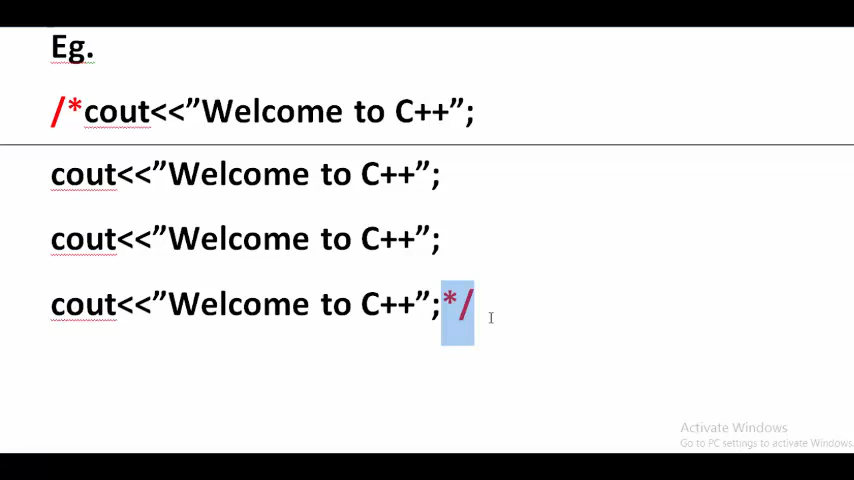 Eg.
/*cout<<”Welcome to C++”;
cout<<”Welcome to C++”;
cout<<”Welcome to C++”;
cout<<”Welcome to C++”;*/
Activate Windows
Go to PC settings to activate Windows.